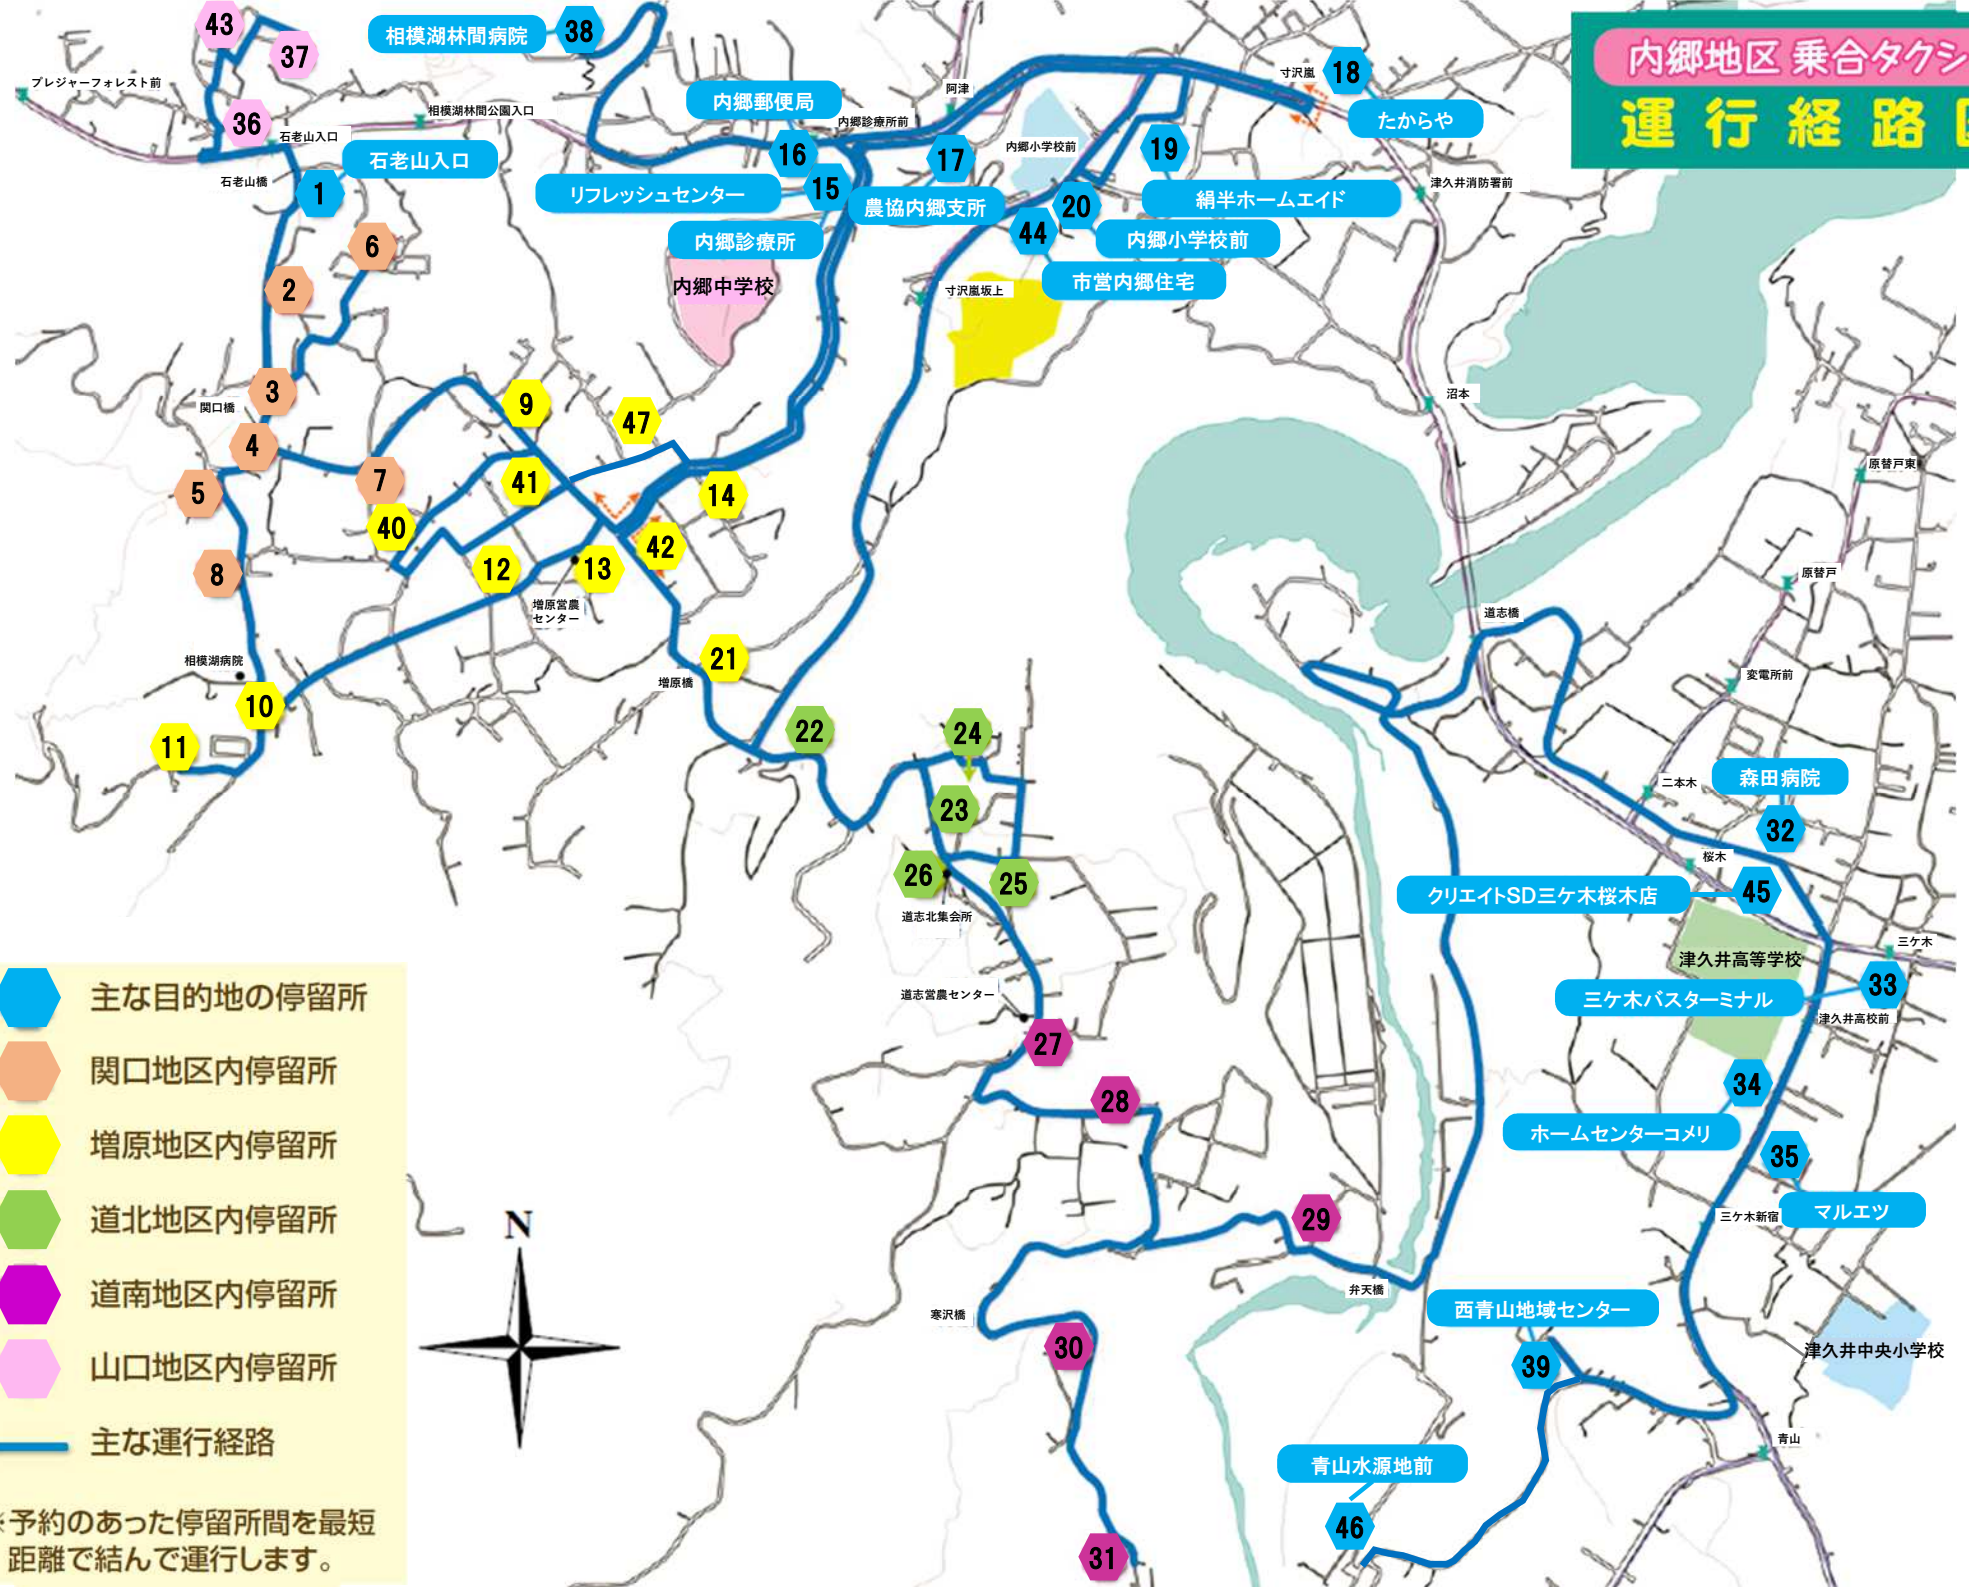 内郷地区 乗合タクシ
運行経路
43
37
36
プレジャーフォレスト前
石老山入口
相模湖林間公園入口
石老山橋
1
石老山入口
相模湖林間病院
38
内郷郵便局
内郷診療所前
阿津
16
リフレッシュセンター
15
内郷診療所
17
農協内郷支所
内郷小学校前
19
絹半ホームエイド
寸沢嵐
18
たからや
20
内郷小学校前
44
市営内郷住宅
津久井消防署前
内郷中学校
寸沢嵐坂上
沼本
6
2
3
関口橋
4
5
7
8
9
47
41
14
40
42
12
13
増原営農
センター
相模湖病院
10
11
21
増原橋
22
24
23
26
25
道志北集会所
道志営農センター
27
28
29
弁天橋
寒沢橋
30
31
原替戸東
原替戸
道志橋
変電所前
二本木
森田病院
32
桜木
クリエイトSD三ケ木桜木店
45
三ケ木
津久井高等学校
33
三ケ木バスターミナル
津久井高校前
34
ホームセンターコメリ
35
マルエツ
三ケ木新宿
西青山地域センター
39
津久井中央小学校
青山
青山水源地前
46
N
主な目的地の停留所
関口地区内停留所
増原地区内停留所
道北地区内停留所
道南地区内停留所
山口地区内停留所
主な運行経路
※予約のあった停留所間を最短
距離で結んで運行します。